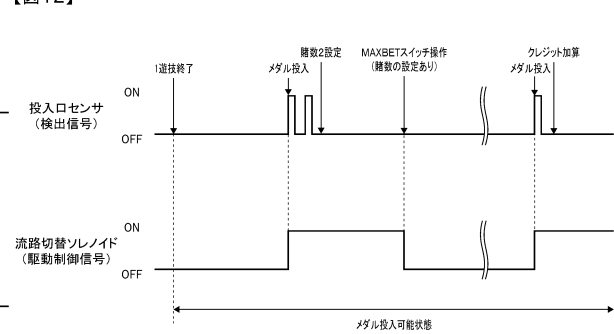 【図12】
1遊技終了
メダル投入
賭数2設定
MAXBETスイッチ操作
(賭数の設定あり)
メダル投入
クレジット加算
投入口センサ
(検出信号)
ON
OFF
流路切替ソレノイド
(駆動制御信号)
ON
OFF
メダル投入可能状態